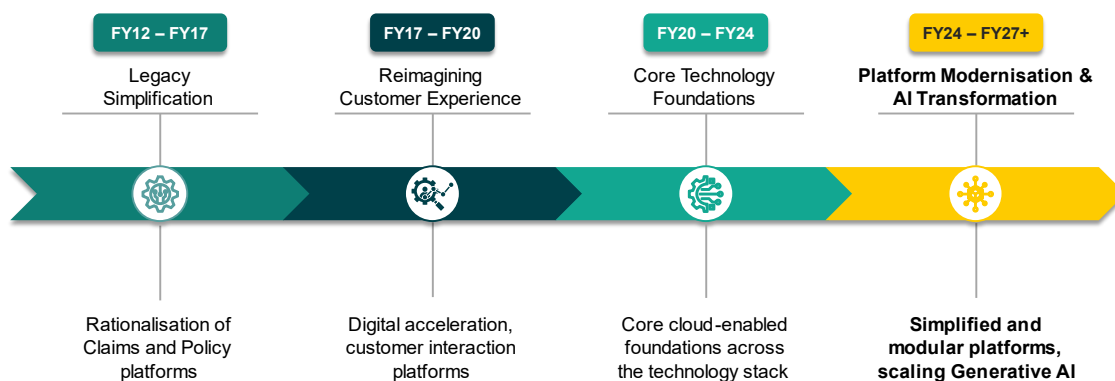 FY12 – FY17
Legacy
Simplification
Rationalisation of
Claims and Policy
platforms
FY17 – FY20
Reimagining
Customer Experience
Digital acceleration,
customer interaction
platforms
FY20 – FY24
Core Technology
Foundations
Core cloud-enabled
foundations across
the technology stack
FY24 – FY27+
Platform Modernisation &
AI Transformation
Simplified and
modular platforms,
scaling Generative AI